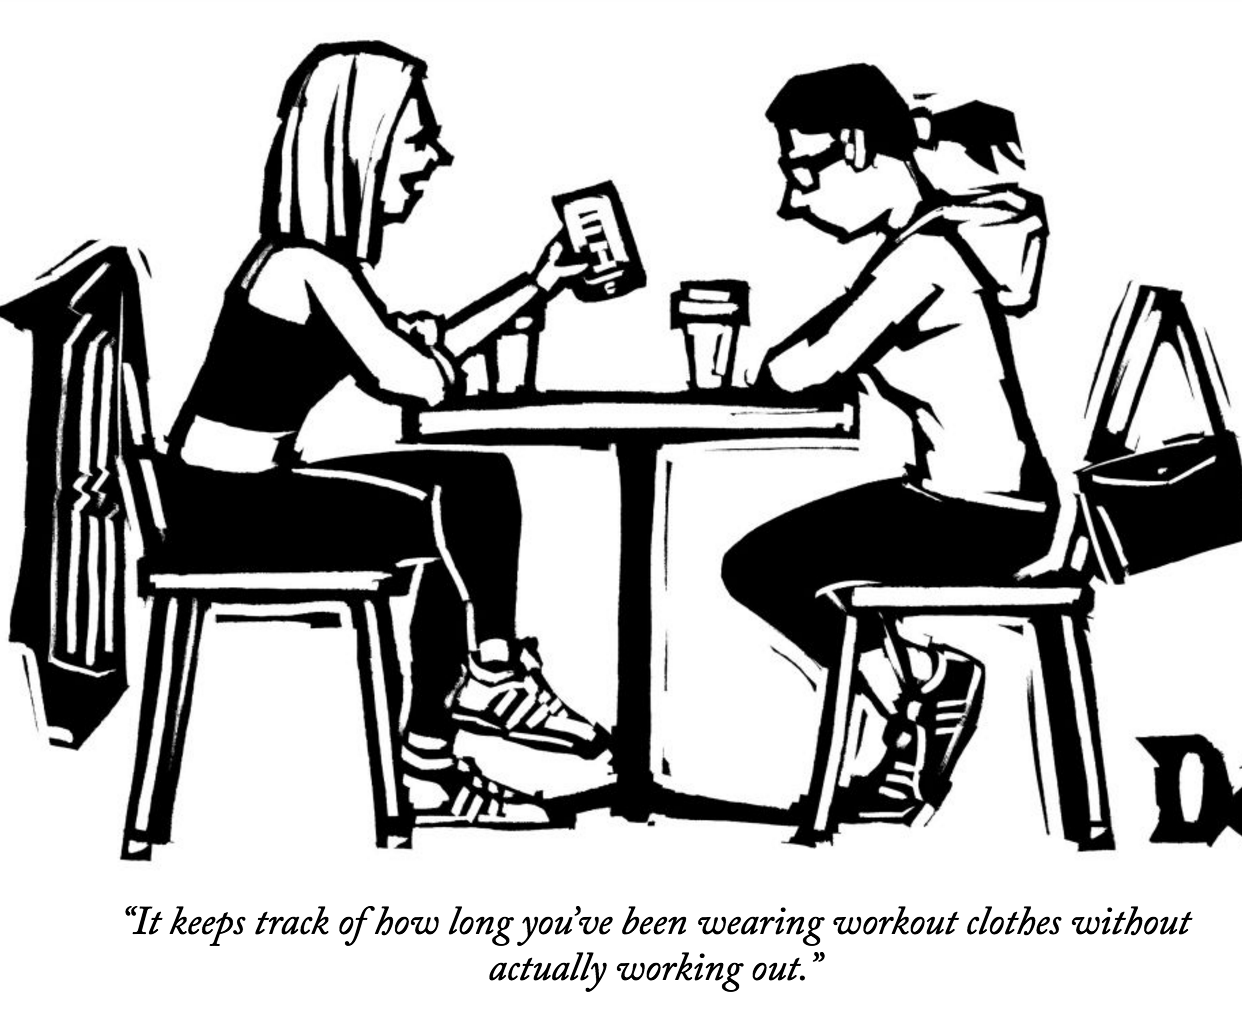 “It keeps track of how long you’ve been wearing workout clothes without
actually working out.”